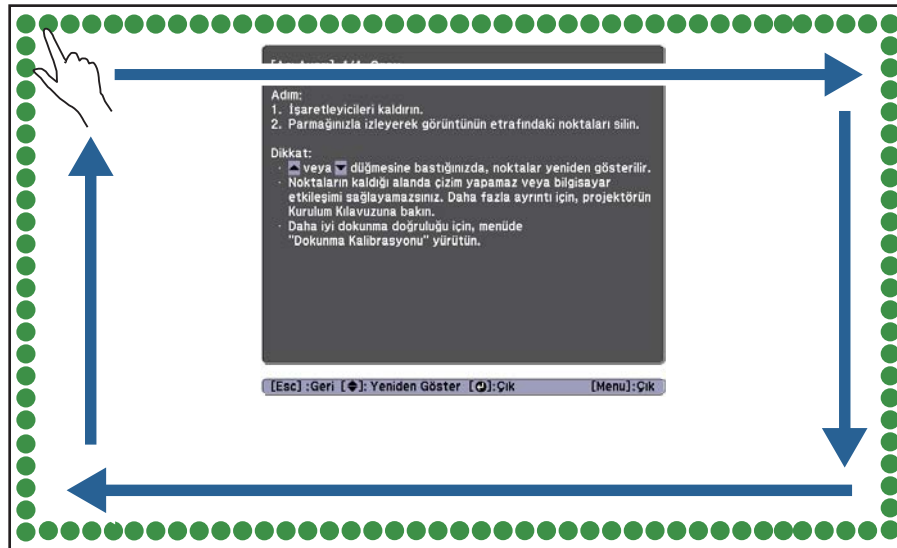 Adım:
1. İşaretleyicileri kaldırın.
2. Parmağınızla izleyerek görüntünün etrafındaki noktaları silin.
Dikkat:
· veya düğmesine bastığınızda, noktalar yeniden gösterilir.
· Noktaların kaldığı alanda çizim yapamaz veya bilgisayar
etkileşimi sağlayamazsınız. Daha fazla ayrıntı için, projektörün
Kurulum Kılavuzuna bakın.
· Daha iyi dokunma doğruluğu için, menüde
"Dokunma Kalibrasyonu" yürütün.
[Esc] :Geri [◆]: Yeniden Göster [⏎]:Çık [Menu]:Çık